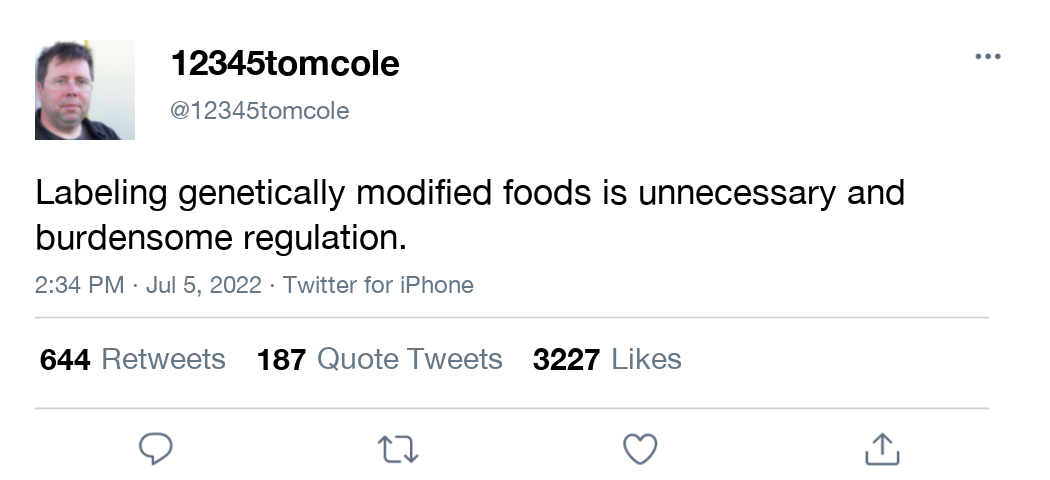 12345tomcole
@12345tomcole
Labeling genetically modified foods is unnecessary and
burdensome regulation.
2:34 PM · Jul 5, 2022 · Twitter for iPhone
644 Retweets 187 Quote Tweets 3227 Likes